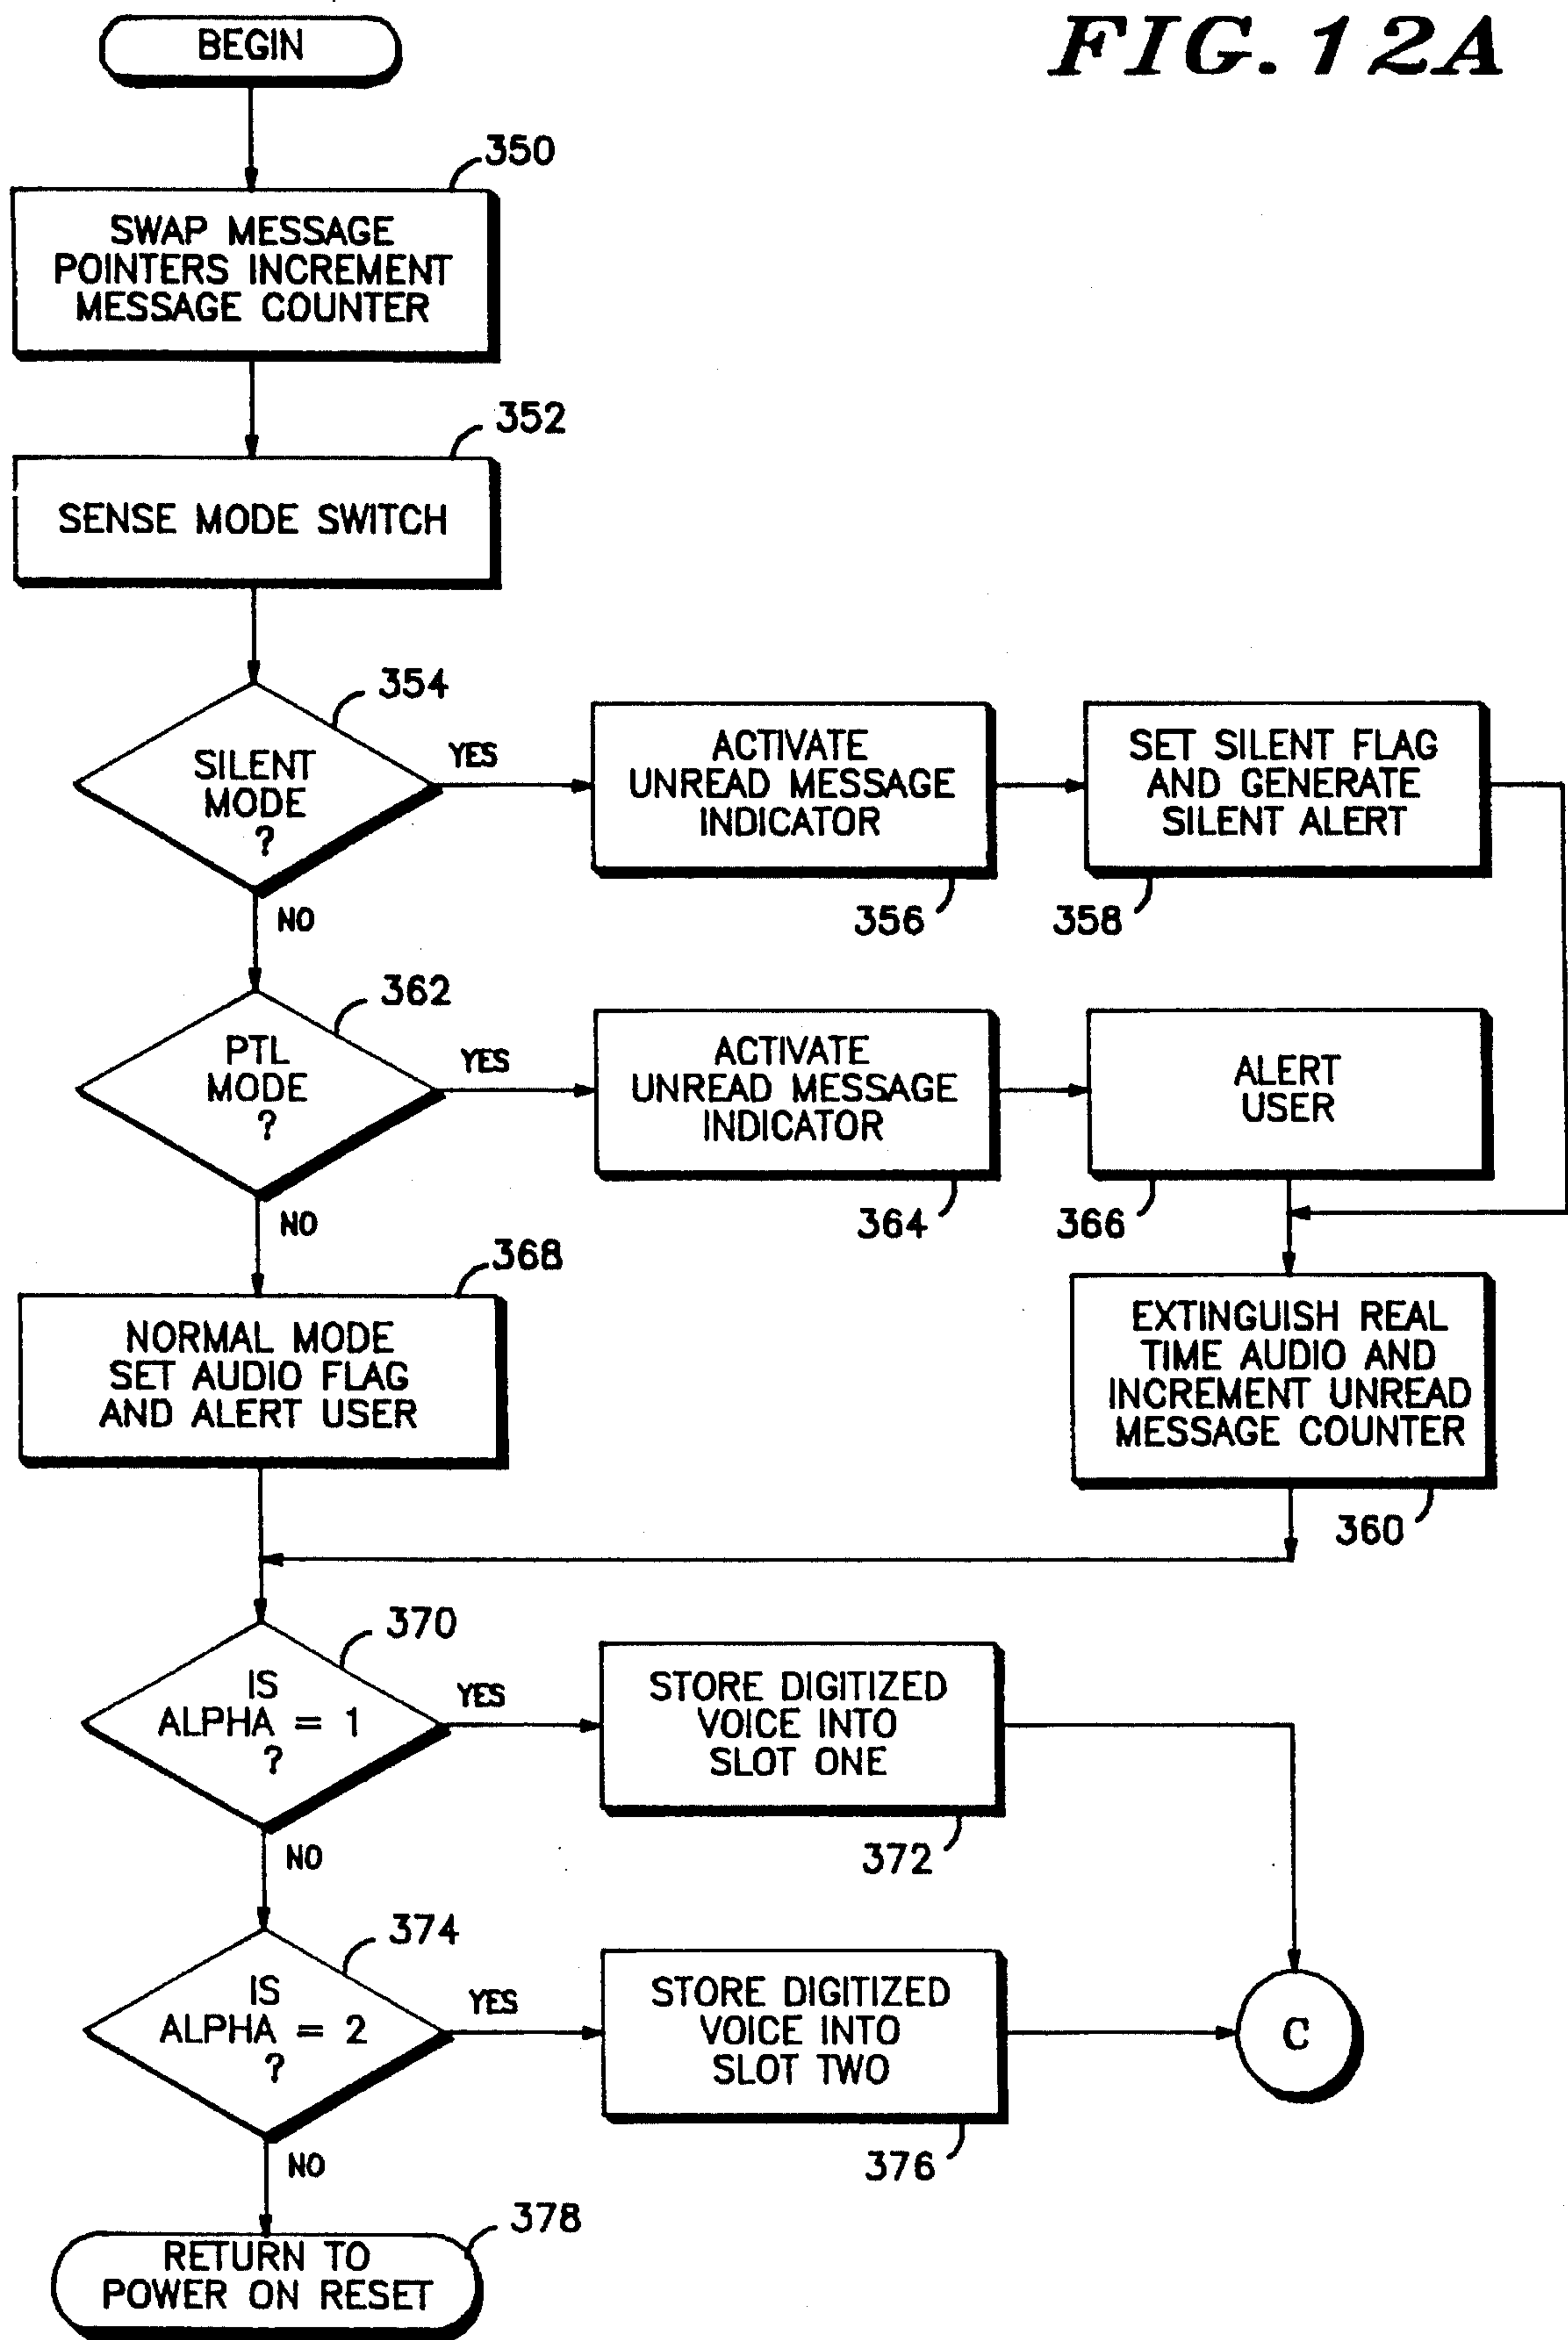 FIG. 12A
BEGIN
350
SWAP MESSAGE
POINTERS INCREMENT
MESSAGE COUNTER
352
SENSE MODE SWITCH
354
SILENT
MODE
?
YES
NO
ACTIVATE
UNREAD MESSAGE
INDICATOR
356
SET SILENT FLAG
AND GENERATE
SILENT ALERT
358
362
PTL
MODE
?
YES
NO
ACTIVATE
UNREAD MESSAGE
INDICATOR
364
ALERT
USER
366
368
NORMAL MODE
SET AUDIO FLAG
AND ALERT USER
EXTINGUISH REAL
TIME AUDIO AND
INCREMENT UNREAD
MESSAGE COUNTER
360
370
IS
ALPHA = 1
?
YES
NO
STORE DIGITIZED
VOICE INTO
SLOT ONE
372
374
IS
ALPHA = 2
?
YES
NO
STORE DIGITIZED
VOICE INTO
SLOT TWO
376
C
378
RETURN TO
POWER ON RESET